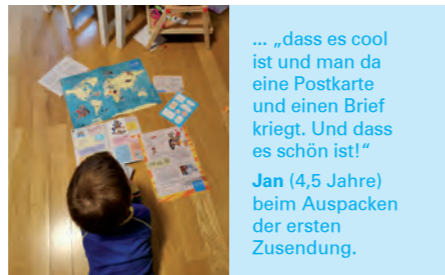 ... „dass es cool
ist und man da
eine Postkarte
und einen Brief
kriegt. Und dass
es schön ist!“
Jan (4,5 Jahre)
beim Auspacken
der ersten
Zusendung.